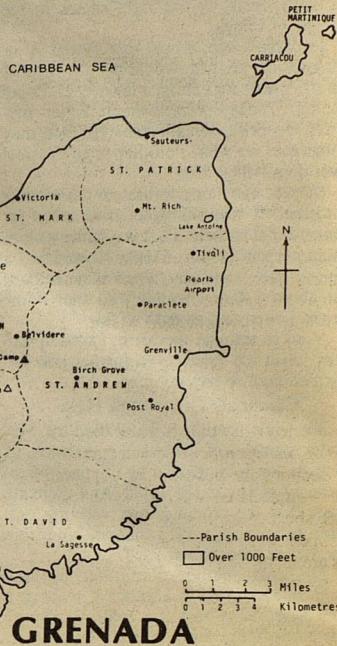 PETIT
MARTINIQUE
CARIBBEAN SEA
CARRIACOU
Sauteurs
ST. PATRICK
Victoria
Mt. Rich
ST. MARK
Lake Antoine
N
Tivoli
e
Pearls
Airport
Paraclete
N
Belvidere
Grenville
Camp
Birch Grove
ST. ANDREW
Post Royal
T. DAVID
La Sagesse
---Parish Boundaries
Over 1000 Feet
0 1 2 3 Miles
0 1 2 3 4 Kilometres
GRENADA